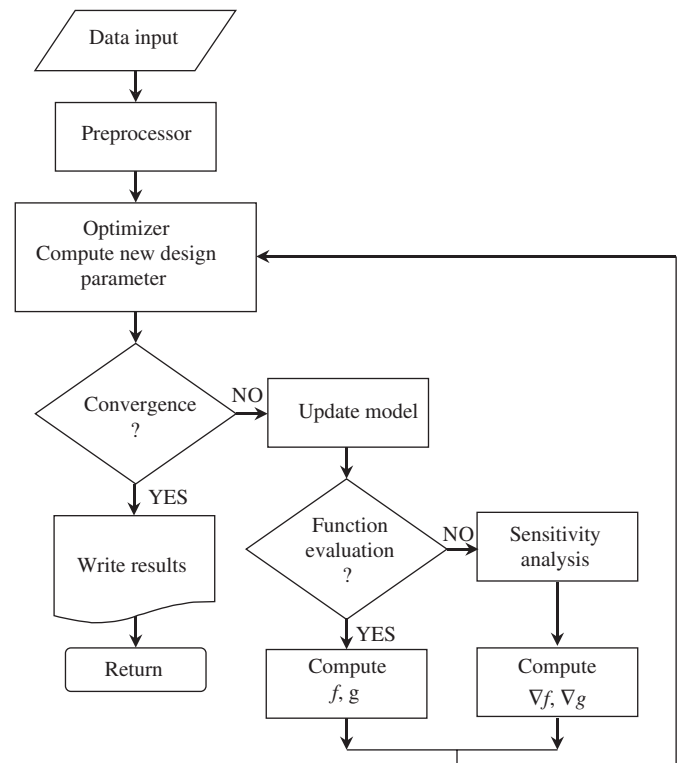 Data input
Preprocessor
Optimizer
Compute new design
parameter
Convergence
?
NO
Update model
YES
Write results
Return
Function
evaluation
?
NO
Sensitivity
analysis
YES
Compute
f, g
Compute
∇f, ∇g